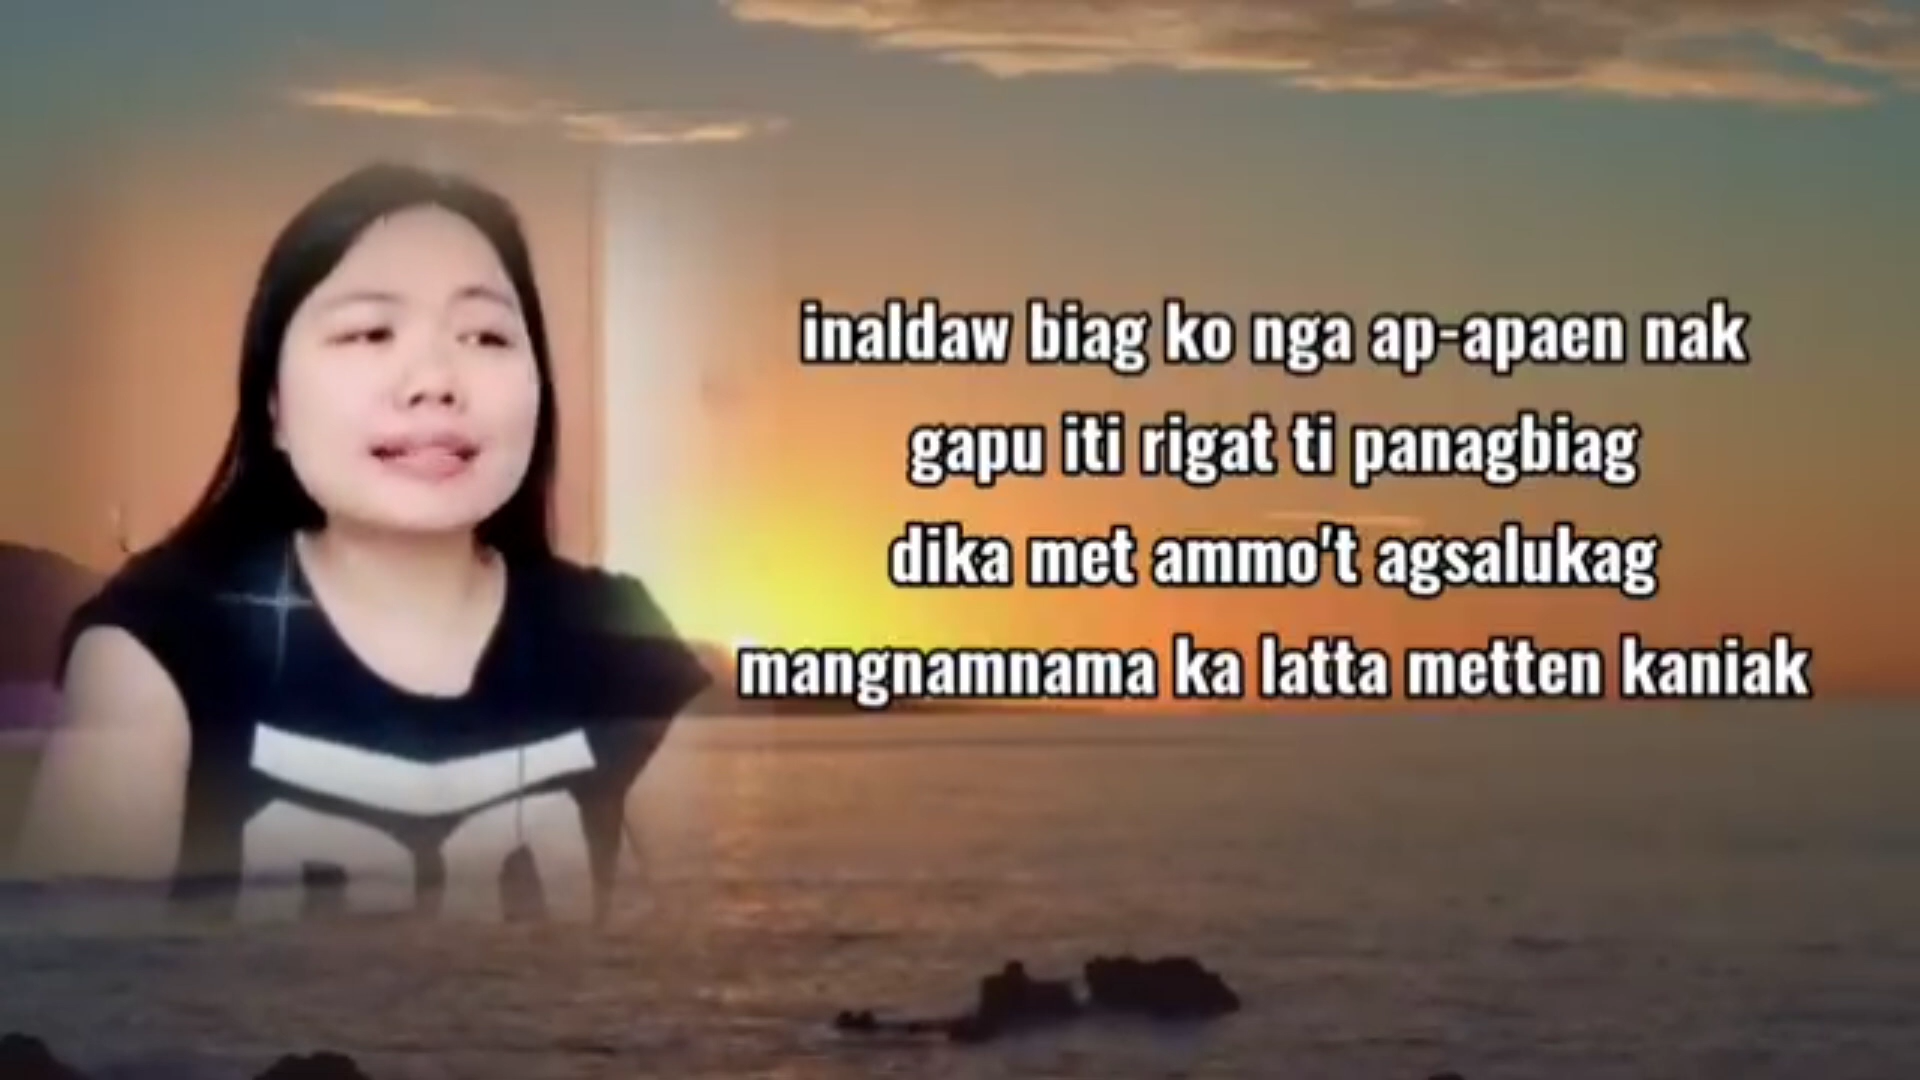 inaldaw biag ko nga ap-apaen nak
gapu iti rigat ti panagbiag
dika met ammo't agsalukag
mangnamnama ka latta metten kaniak